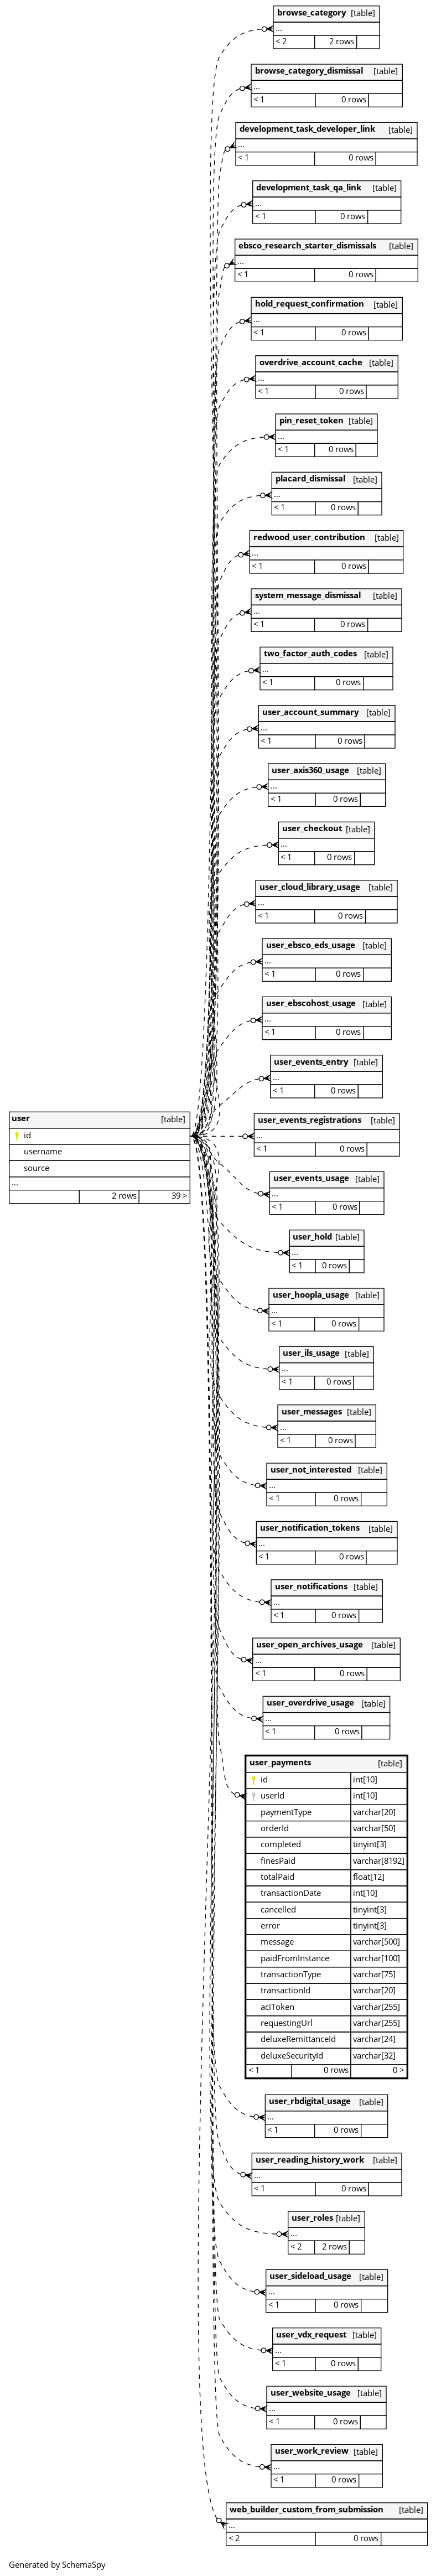 browse_category [table]
...
< 2 2 rows
browse_category_dismissal [table]
...
< 1 0 rows
development_task_developer_link [table]
...
< 1 0 rows
development_task_qa_link [table]
...
< 1 0 rows
ebsco_research_starter_dismissals [table]
...
< 1 0 rows
hold_request_confirmation [table]
...
< 1 0 rows
overdrive_account_cache [table]
...
< 1 0 rows
pin_reset_token [table]
...
< 1 0 rows
placard_dismissal [table]
...
< 1 0 rows
redwood_user_contribution [table]
...
< 1 0 rows
system_message_dismissal [table]
...
< 1 0 rows
two_factor_auth_codes [table]
...
< 1 0 rows
user_account_summary [table]
...
< 1 0 rows
user_axis360_usage [table]
...
< 1 0 rows
user_checkout [table]
...
< 1 0 rows
user_cloud_library_usage [table]
...
< 1 0 rows
user_ebsco_eds_usage [table]
...
< 1 0 rows
user_ebscohost_usage [table]
...
< 1 0 rows
user_events_entry [table]
...
< 1 0 rows
user [table]
id
username
source
...
2 rows 39 >
user_events_registrations [table]
...
< 1 0 rows
user_events_usage [table]
...
< 1 0 rows
user_hold [table]
...
< 1 0 rows
user_hoopla_usage [table]
...
< 1 0 rows
user_ils_usage [table]
...
< 1 0 rows
user_messages [table]
...
< 1 0 rows
user_not_interested [table]
...
< 1 0 rows
user_notification_tokens [table]
...
< 1 0 rows
user_notifications [table]
...
< 1 0 rows
user_open_archives_usage [table]
...
< 1 0 rows
user_overdrive_usage [table]
...
< 1 0 rows
user_payments [table]
id int[10]
userId int[10]
paymentType varchar[20]
orderId varchar[50]
completed tinyint[3]
finesPaid varchar[8192]
totalPaid float[12]
transactionDate int[10]
cancelled tinyint[3]
error tinyint[3]
message varchar[500]
paidFromInstance varchar[100]
transactionType varchar[75]
transactionId varchar[20]
aciToken varchar[255]
requestingUrl varchar[255]
deluxeRemittanceId varchar[24]
deluxeSecurityId varchar[32]
< 1 0 rows 0 >
user_rbdigital_usage [table]
...
< 1 0 rows
user_reading_history_work [table]
...
< 1 0 rows
user_roles [table]
...
< 2 2 rows
user_sideload_usage [table]
...
< 1 0 rows
user_vdx_request [table]
...
< 1 0 rows
user_website_usage [table]
...
< 1 0 rows
user_work_review [table]
...
< 1 0 rows
web_builder_custom_from_submission [table]
...
< 2 0 rows
Generated by SchemaSpy